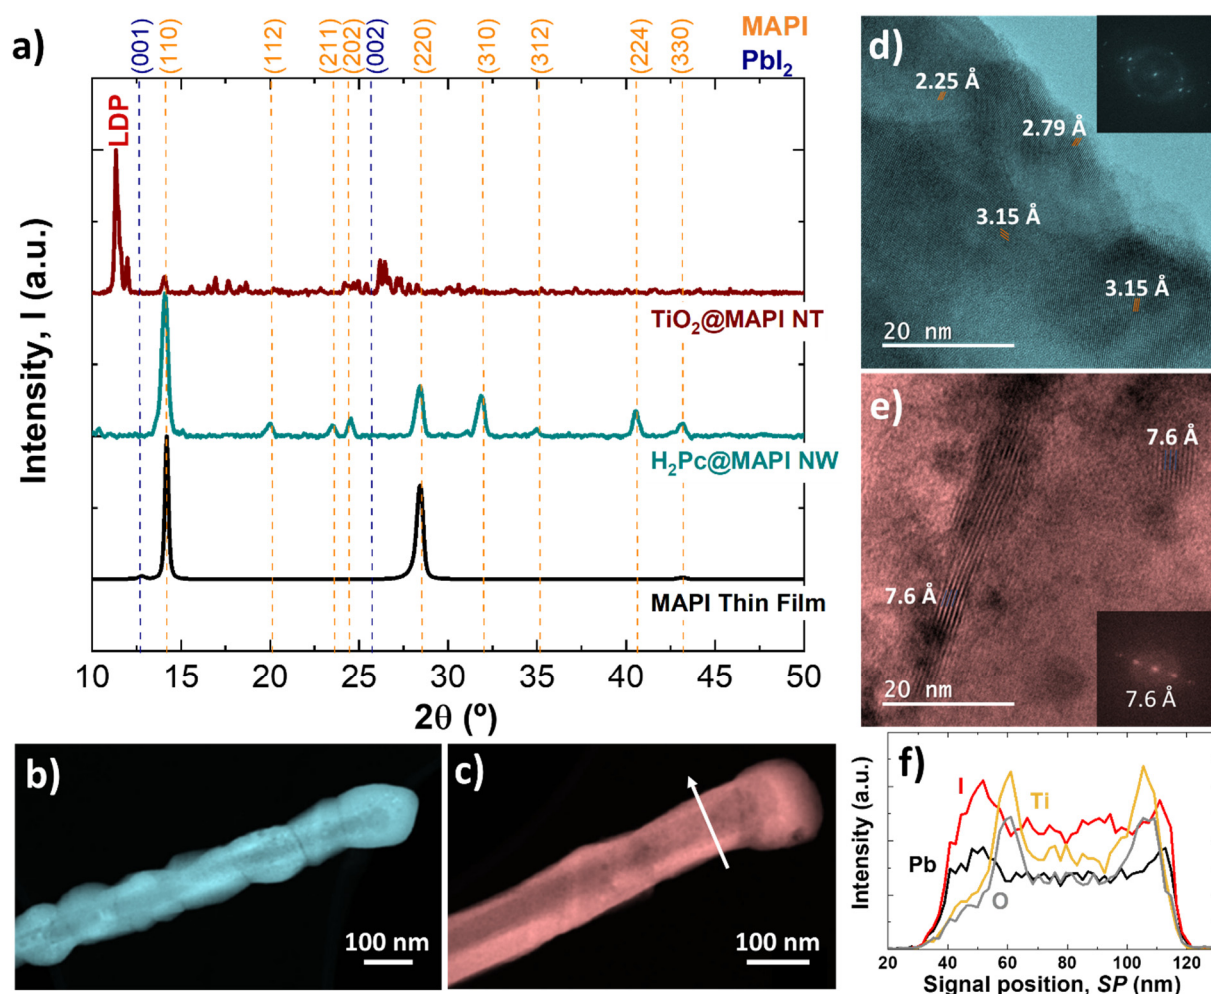 a)
(001)
(110)
(112)
(211)
(202)
(002)
(220)
(310)
(312)
(224)
(330)
MAPI
PbI₂
LDP
Intensity, I (a.u.)
TiO₂@MAPI NT
H₂Pc@MAPI NW
MAPI Thin Film
10 15 20 25 30 35 40 45 50
2θ (º)
b)
100 nm
c)
100 nm
d)
2.25 Å
2.79 Å
3.15 Å
3.15 Å
20 nm
e)
7.6 Å
7.6 Å
20 nm
7.6 Å
f)
Intensity (a.u.)
I
Ti
Pb
O
20 40 60 80 100 120
Signal position, SP (nm)